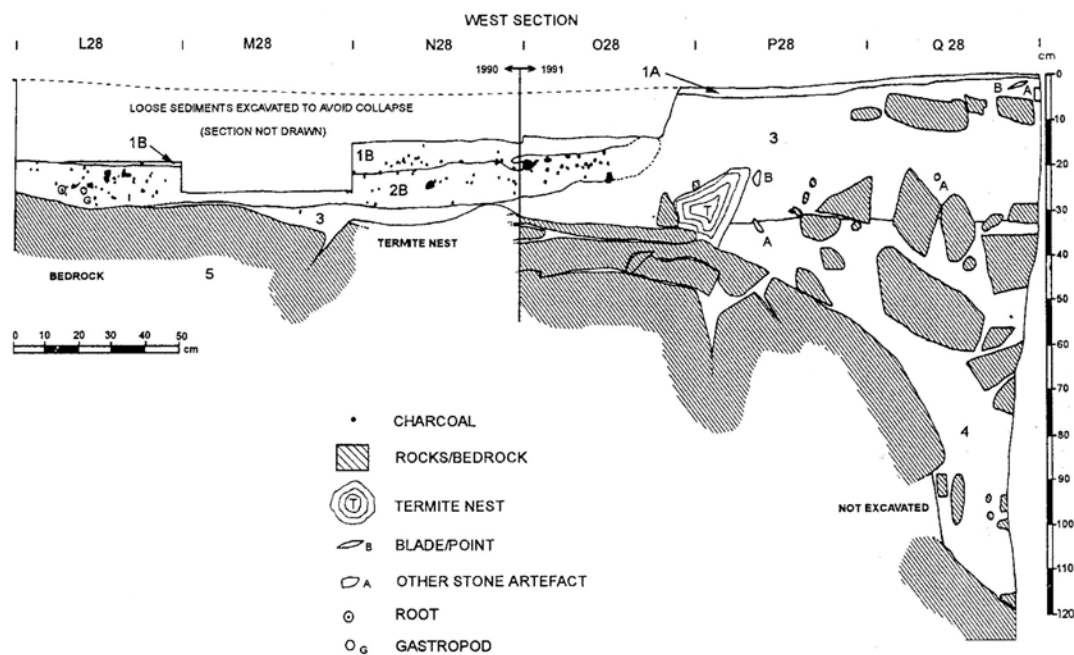 WEST SECTION
L28 M28 N28 O28 P28 Q 28
cm
1990 1991
1A
B A
0
LOOSE SEDIMENTS EXCAVATED TO AVOID COLLAPSE
(SECTION NOT DRAWN)
-10
3
1B
1B
-20
2B
B
A
G
G
T
-30
3
TERMITE NEST
A
-40
BEDROCK
5
-50
0 10 20 30 40 50
cm
-60
-70
4
-80
-90
NOT EXCAVATED
-100
-110
-120
CHARCOAL
ROCKS/BEDROCK
T TERMITE NEST
B BLADE/POINT
A OTHER STONE ARTEFACT
ROOT
G GASTROPOD